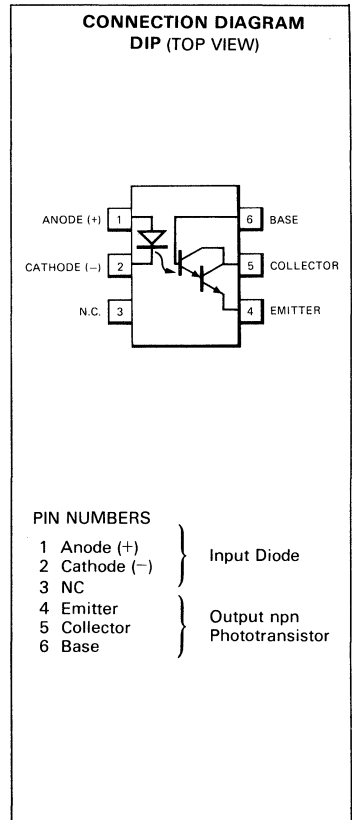 CONNECTION DIAGRAM
DIP (TOP VIEW)
ANODE (+) 1
CATHODE (−) 2
N.C. 3
6 BASE
5 COLLECTOR
4 EMITTER
PIN NUMBERS
1 Anode (+)
2 Cathode (−)
3 NC
Input Diode
4 Emitter
5 Collector
6 Base
Output npn
Phototransistor